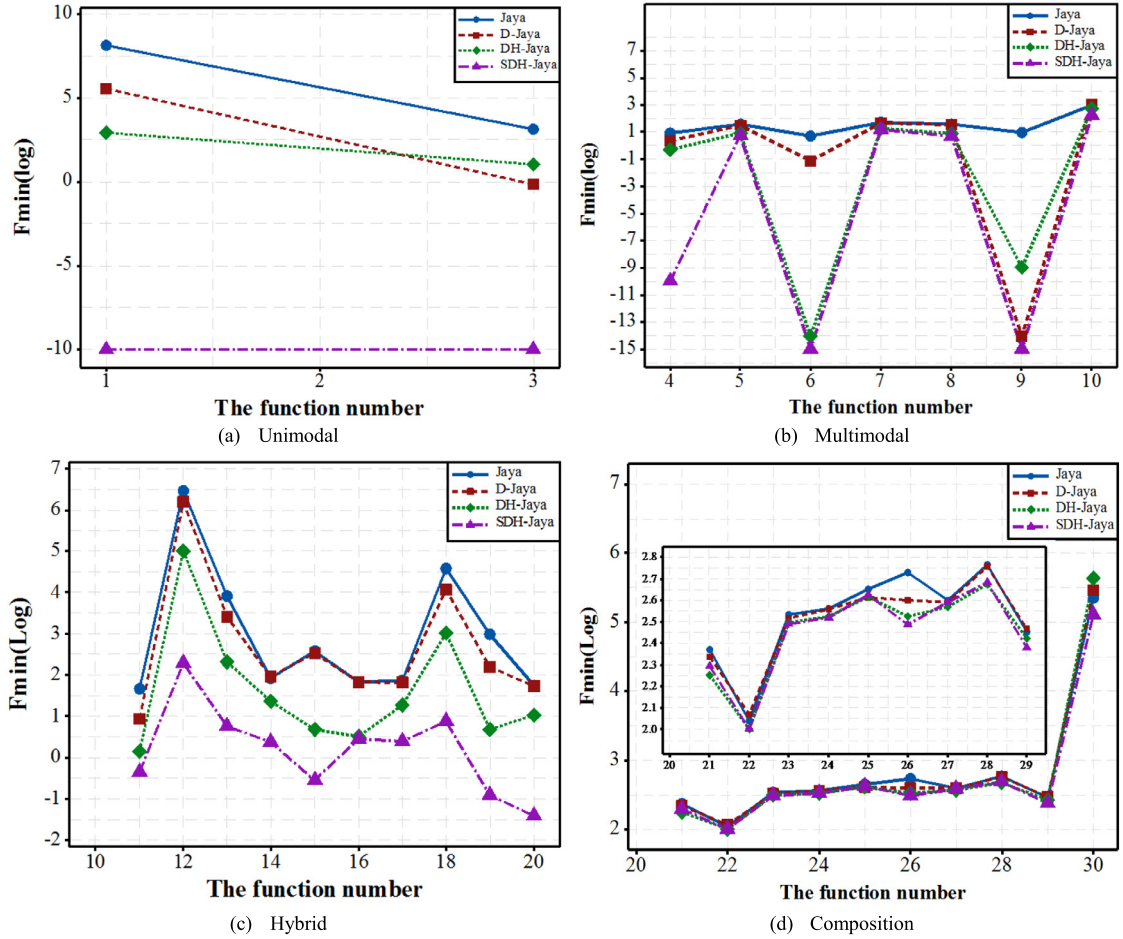 10
5
0
-5
-10
Fmin(log)
Jaya
D-Jaya
DH-Jaya
SDH-Jaya
1
2
3
The function number
(a) Unimodal
7
5
3
1
-1
-3
-5
-7
-9
-11
-13
-15
Fmin(log)
Jaya
D-Jaya
DH-Jaya
SDH-Jaya
4 5 6 7 8 9 10
The function number
(b) Multimodal
7
6
5
4
3
2
1
0
-1
-2
Fmin(Log)
Jaya
D-Jaya
DH-Jaya
SDH-Jaya
10 12 14 16 18 20
The function number
(c) Hybrid
7
6
5
4
3
2
Fmin(Log)
Jaya
D-Jaya
DH-Jaya
SDH-Jaya
2.8
2.7
2.6
2.5
2.4
2.3
2.2
2.1
2.0
20 21 22 23 24 25 26 27 28 29
20 22 24 26 28 30
The function number
(d) Composition